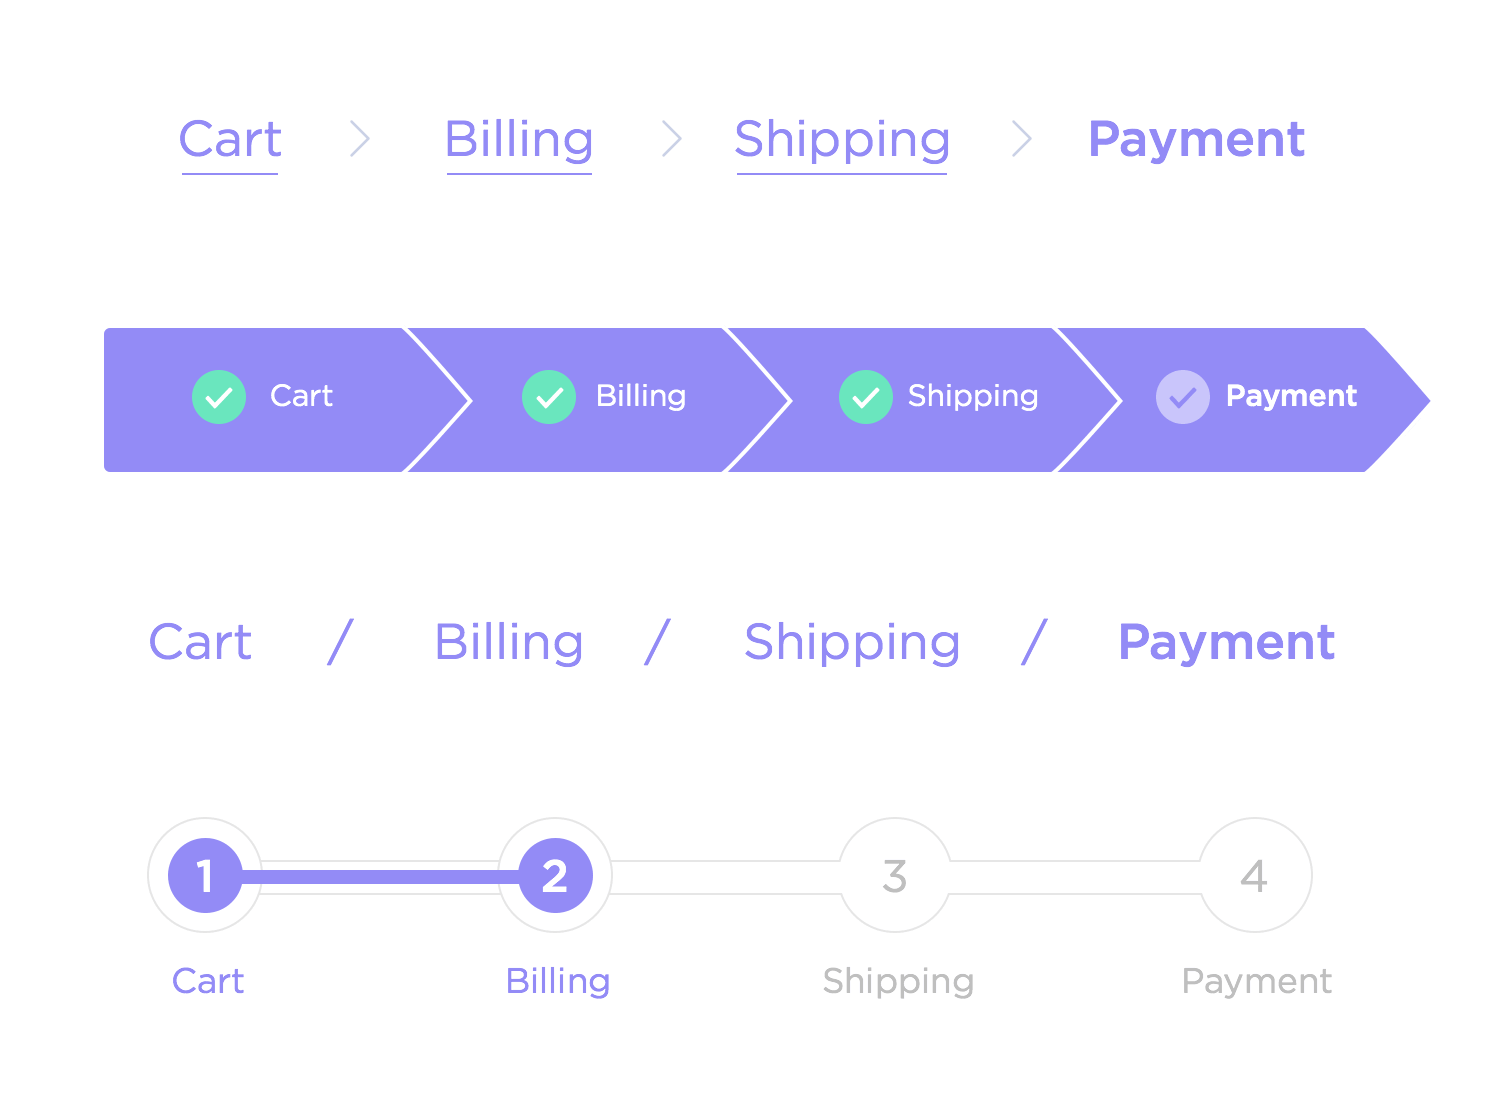 Cart > Billing > Shipping > Payment
Cart Billing Shipping Payment
Cart / Billing / Shipping / Payment
1 2 3 4
Cart Billing Shipping Payment